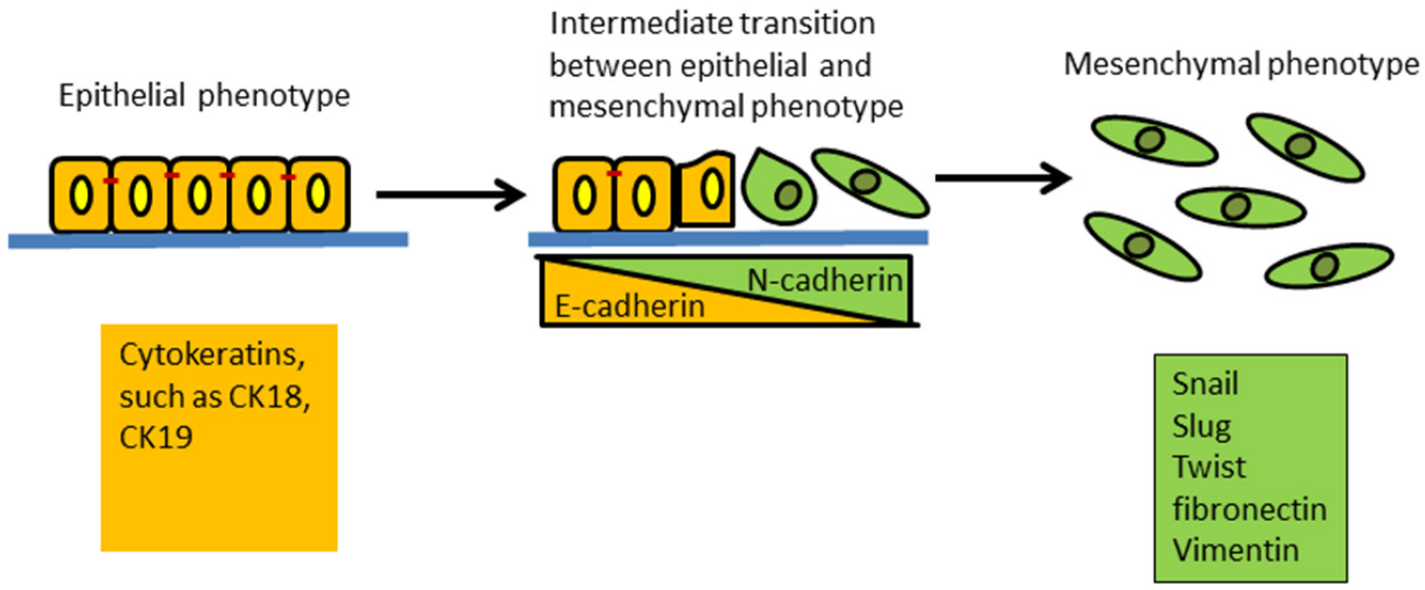 Epithelial phenotype
Intermediate transition
between epithelial and
mesenchymal phenotype
Mesenchymal phenotype
N-cadherin
E-cadherin
Cytokeratins,
such as CK18,
CK19
Snail
Slug
Twist
fibronectin
Vimentin